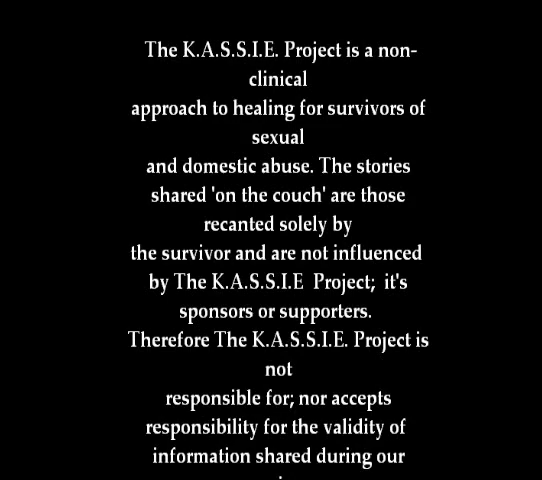 The K.A.S.S.I.E. Project is a non-
clinical
approach to healing for survivors of
sexual
and domestic abuse. The stories
shared 'on the couch' are those
recanted solely by
the survivor and are not influenced
by The K.A.S.S.I.E  Project;  it's
sponsors or supporters.
Therefore The K.A.S.S.I.E. Project is
not
responsible for; nor accepts
responsibility for the validity of
information shared during our